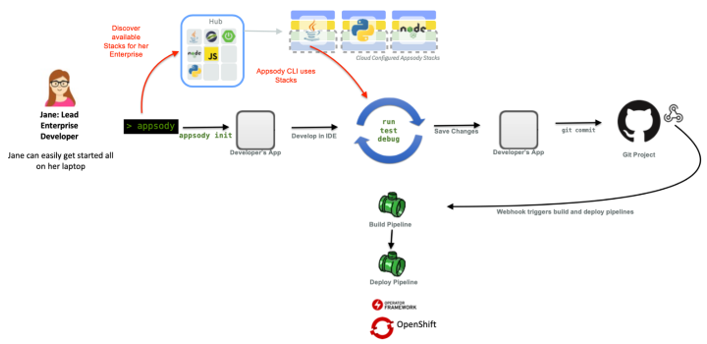 Hub
Discover
available
Stacks for her
Enterprise
JS
node
node
Cloud Configured Appsody Stacks
Appsody CLI uses
Stacks
Jane: Lead
Enterprise
Developer
Jane can easily get started all
on her laptop
> appsody
appsody init
Developer's App
Develop in IDE
run
test
debug
Save Changes
Developer's App
git commit
Git Project
Webhook triggers build and deploy pipelines
Build Pipeline
Deploy Pipeline
OPERATOR
FRAMEWORK
OpenShift